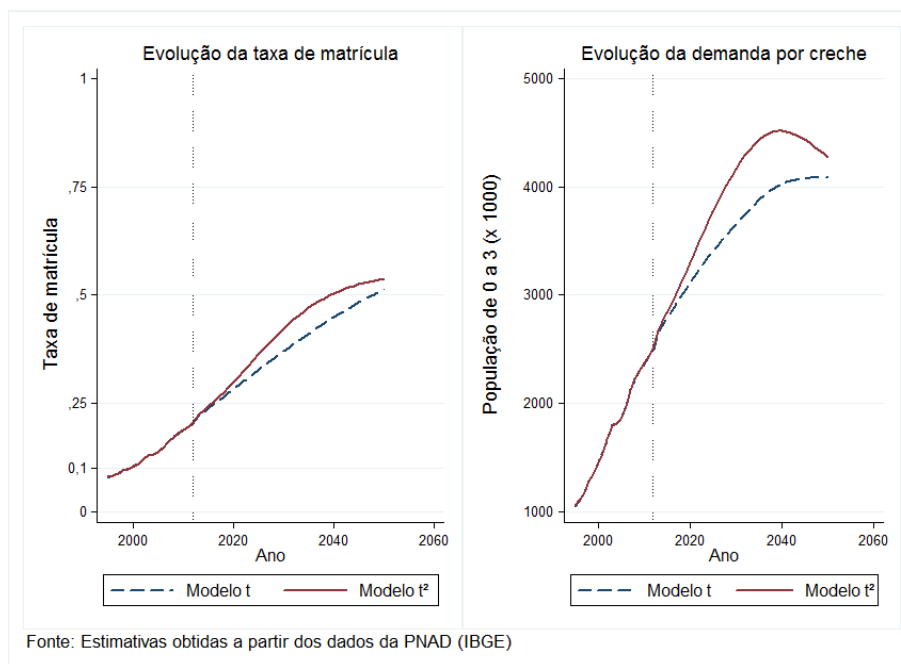 Evolução da taxa de matrícula
Taxa de matrícula
1
,75
,5
,25
0,1
0
2000 2020 2040 2060
Ano
Modelo t Modelo t²
Evolução da demanda por creche
População de 0 a 3 (x 1000)
5000
4000
3000
2000
1000
2000 2020 2040 2060
Ano
Modelo t Modelo t²
Fonte: Estimativas obtidas a partir dos dados da PNAD (IBGE)